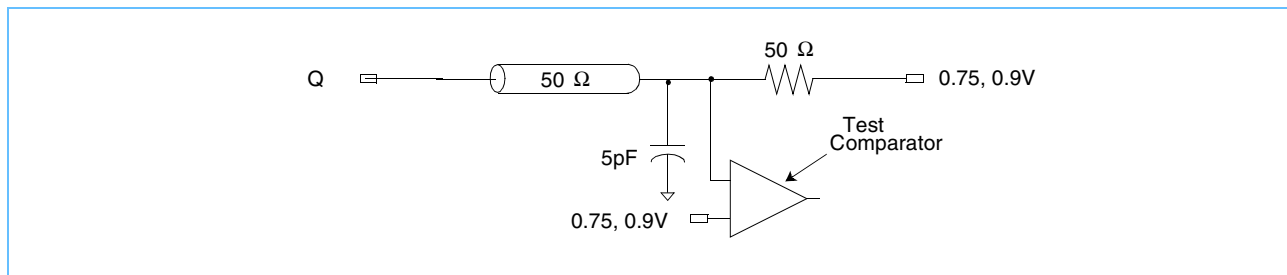 50 Ω
Q
50 Ω
0.75, 0.9V
Test
Comparator
5pF
0.75, 0.9V